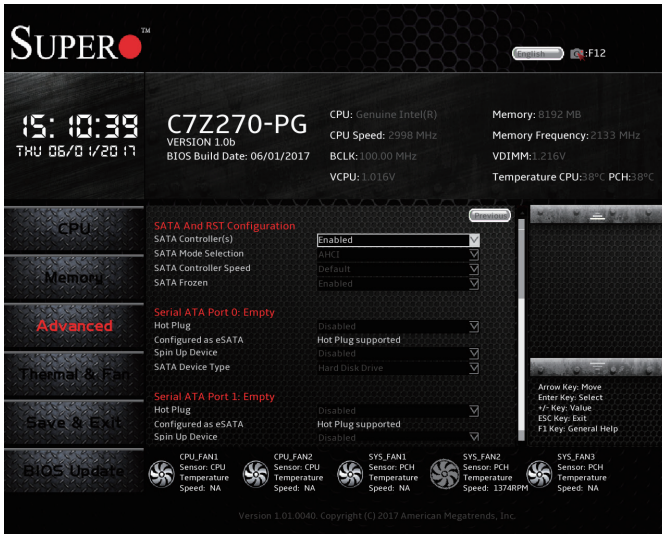 SUPER TM
English :F12
15:10:39
THU 06/01/2017
C7Z270-PG
VERSION 1.0b
BIOS Build Date: 06/01/2017
CPU: Genuine Intel(R)
CPU Speed: 2998 MHz
BCLK: 100.00 MHz
VCPU: 1.016V
Memory: 8192 MB
Memory Frequency: 2133 MHz
VDIMM: 1.216V
Temperature CPU:38°C PCH:38°C
CPU
Memory
Advanced
Thermal & Fan
Save & Exit
BIOS Update
Previous
SATA And RST Configuration
SATA Controller(s) Enabled
SATA Mode Selection AHCI
SATA Controller Speed Default
SATA Frozen Enabled
Serial ATA Port 0: Empty
Hot Plug Disabled
Configured as eSATA Hot Plug supported
Spin Up Device Disabled
SATA Device Type Hard Disk Drive
Serial ATA Port 1: Empty
Hot Plug Disabled
Configured as eSATA Hot Plug supported
Spin Up Device Disabled
Arrow Key: Move
Enter Key: Select
+/- Key: Value
ESC Key: Exit
F1 Key: General Help
CPU_FAN1
Sensor: CPU
Temperature
Speed: NA
CPU_FAN2
Sensor: CPU
Temperature
Speed: NA
SYS_FAN1
Sensor: PCH
Temperature
Speed: NA
SYS_FAN2
Sensor: PCH
Temperature
Speed: 1374RPM
SYS_FAN3
Sensor: PCH
Temperature
Speed: NA
Version 1.01.0040. Copyright (C) 2017 American Megatrends, Inc.